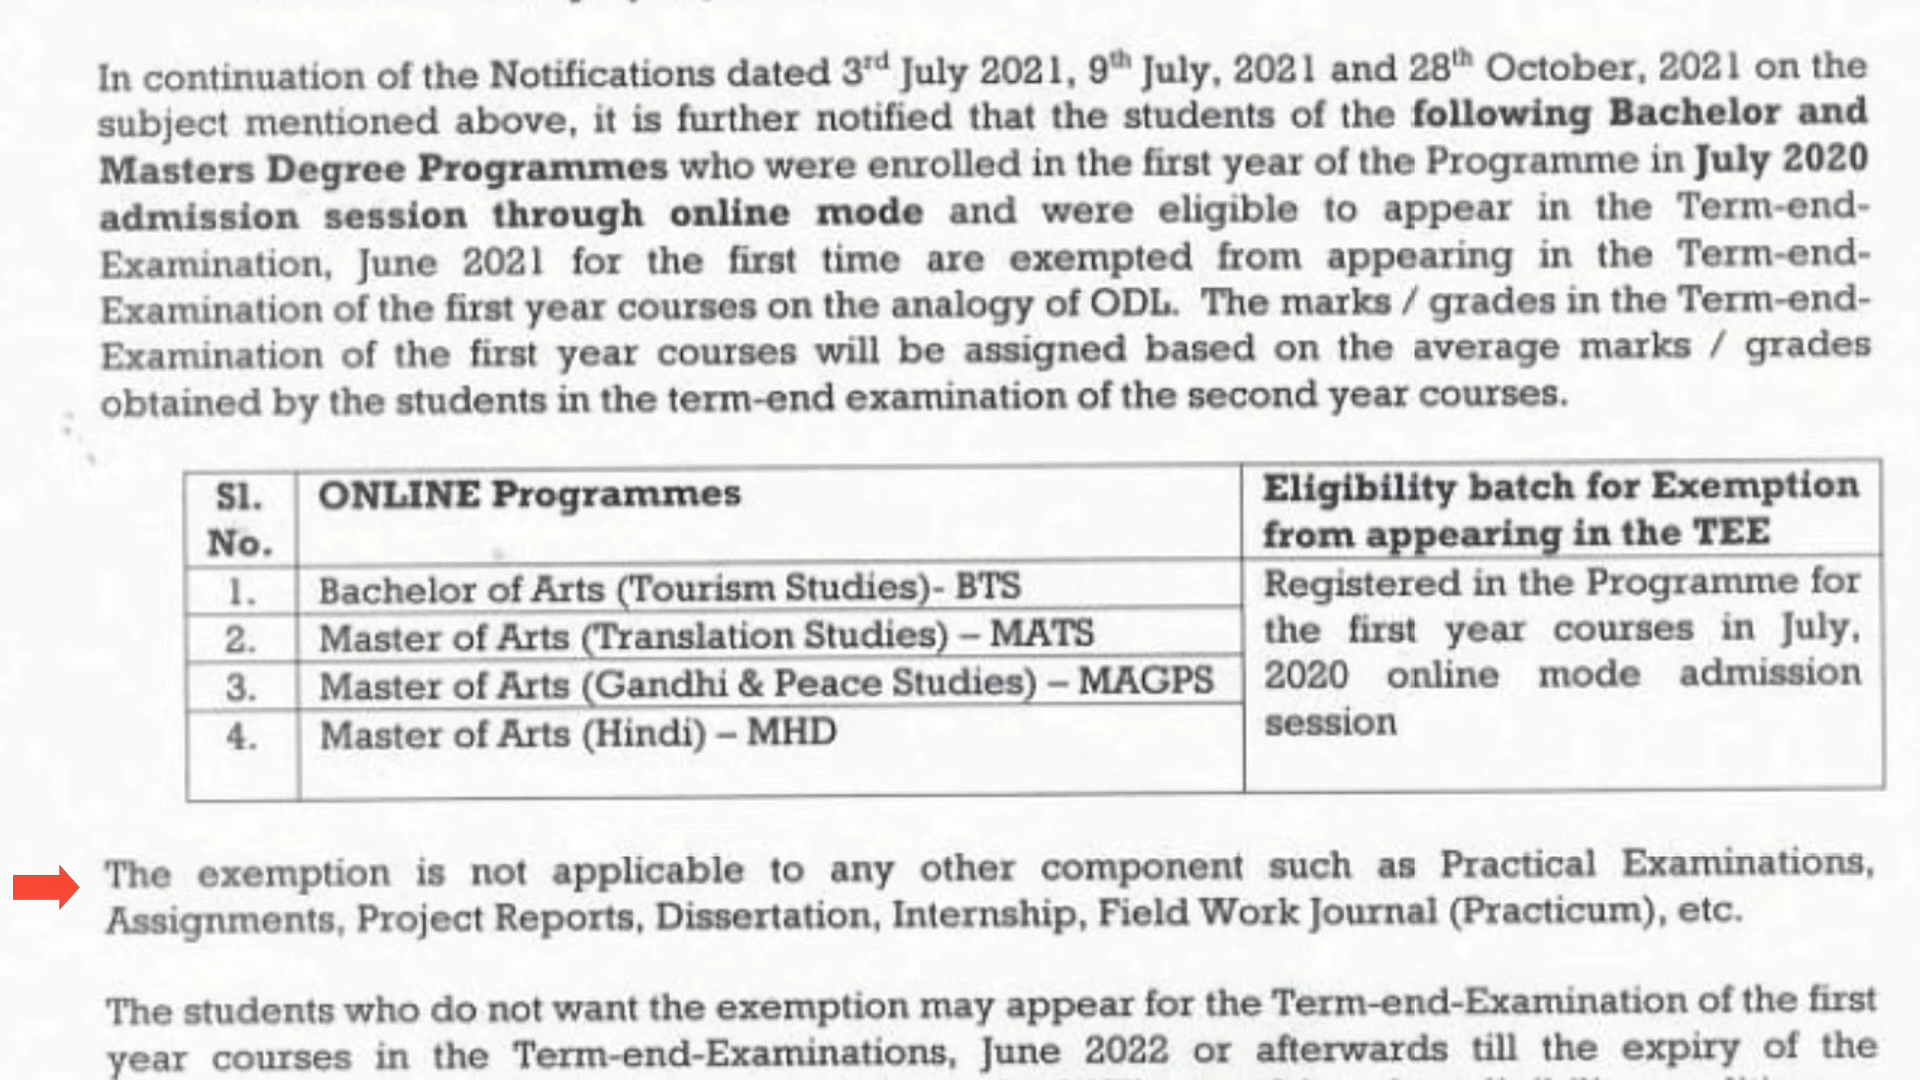 In continuation of the Notifications dated 3rd July 2021, 9th July, 2021 and 28th October, 2021 on the
subject mentioned above, it is further notified that the students of the following Bachelor and
Masters Degree Programmes who were enrolled in the first year of the Programme in July 2020
admission session through online mode and were eligible to appear in the Term-end-
Examination, June 2021 for the first time are exempted from appearing in the Term-end-
Examination of the first year courses on the analogy of ODL. The marks / grades in the Term-end-
Examination of the first year courses will be assigned based on the average marks / grades
obtained by the students in the term-end examination of the second year courses.
Sl. No.
ONLINE Programmes
Eligibility batch for Exemption
from appearing in the TEE
1. Bachelor of Arts (Tourism Studies)- BTS
2. Master of Arts (Translation Studies) – MATS
3. Master of Arts (Gandhi & Peace Studies) – MAGPS
4. Master of Arts (Hindi) – MHD
Registered in the Programme for
the first year courses in July,
2020 online mode admission
session
The exemption is not applicable to any other component such as Practical Examinations,
Assignments, Project Reports, Dissertation, Internship, Field Work Journal (Practicum), etc.
The students who do not want the exemption may appear for the Term-end-Examination of the first
year courses in the Term-end-Examinations, June 2022 or afterwards till the expiry of the